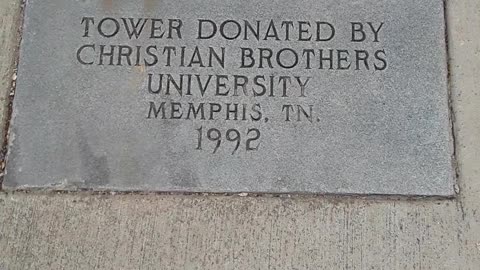 TOWER DONATED BY
CHRISTIAN BROTHERS
UNIVERSITY
MEMPHIS, TN.
1992